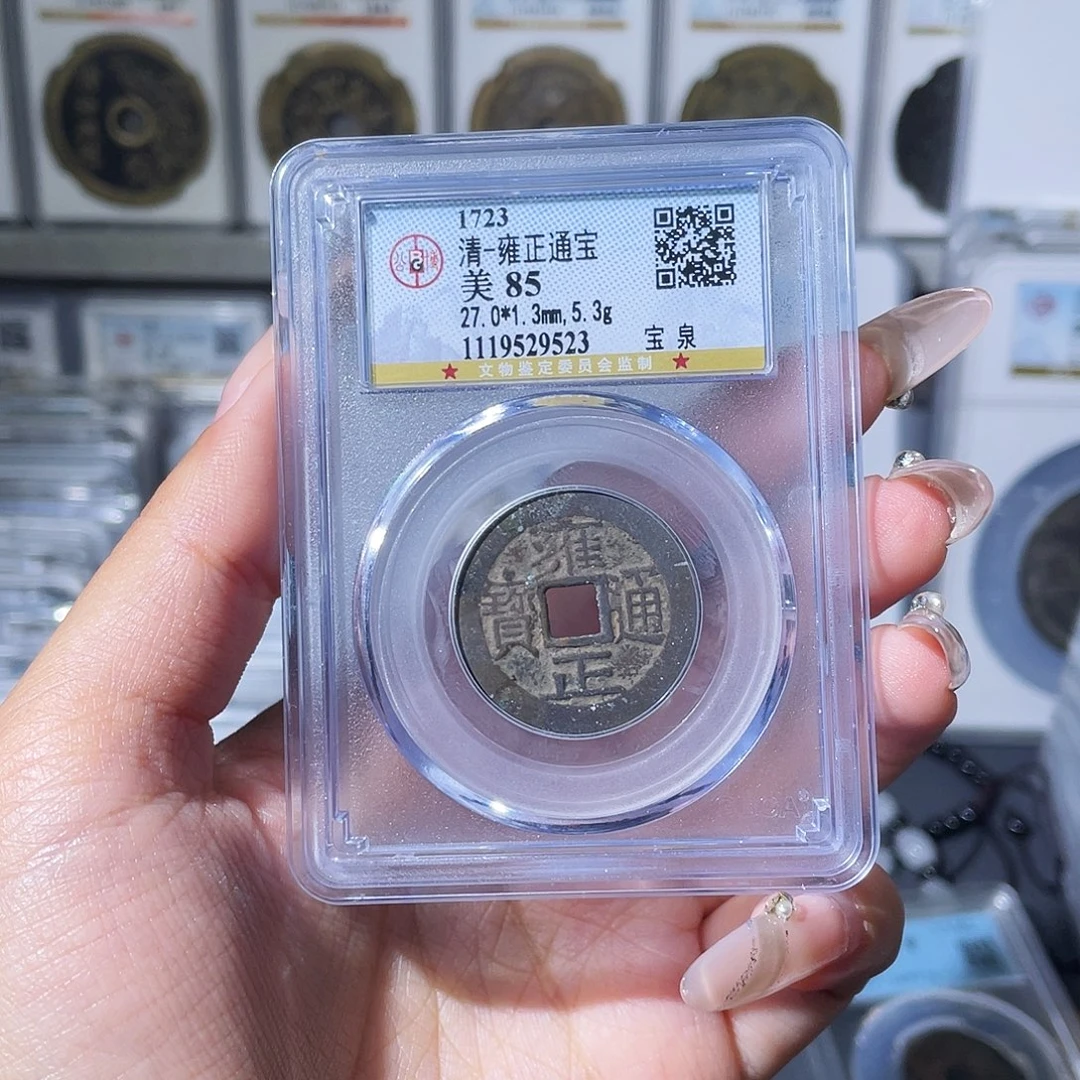 1723
清-雍正通宝
美 85
27.0*1.3mm,5.3g
1119529523 宝 泉
★ 文物鉴定委员会监制 ★
雍
寶 通
正